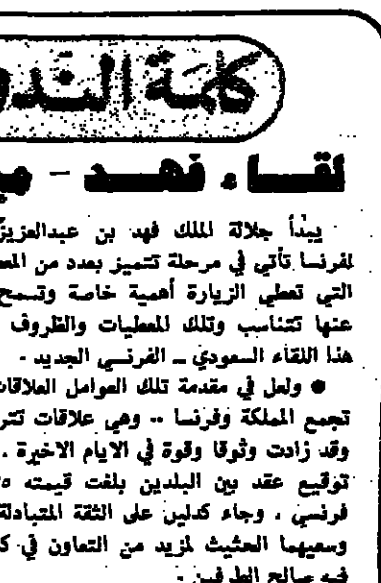 كلمة الندو
لقاء فهد - مي
يبدأ جلالة الملك فهد بن عبدالعزيز
لفرنسا تأتي في مرحلة تتميز بعدد من المعط
التي تعطي الزيارة أهمية خاصة وتسمح
عنها تتناسب وتلك المعطيات والظروف
هذا اللقاء السعودي ــ الفرنسي الجديد .
● ولعل في مقدمة تلك العوامل العلاقات
تجمع المملكة وفرنسا .. وهي علاقات تتر
وقد زادت وثوقا وقوة في الايام الاخيرة .
توقيع عقد بين البلدين بلغت قيمته
فرنسي ، وجاء كدليل على الثقة المتبادلة
وسعيهما الحثيث لمزيد من التعاون في ك
فيه صالح الطرفين .